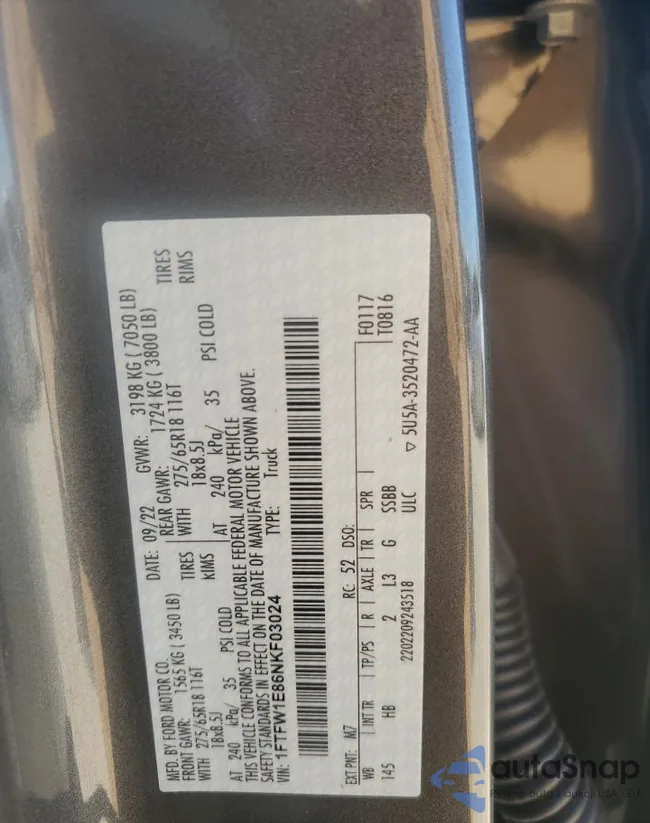 MFD. BY FORD MOTOR CO.
DATE: 09/22 GVWR: 3198 KG ( 7050 LB)
FRONT GAWR: 1565 KG ( 3450 LB) REAR GAWR: 1724 KG ( 3800 LB)
WITH 275/65R18 116T TIRES WITH 275/65R18 116T TIRES
18x8.5J RIMS 18x8.5J RIMS
AT 240 kPa/ 35 PSI COLD AT 240 kPa/ 35 PSI COLD
THIS VEHICLE CONFORMS TO ALL APPLICABLE FEDERAL MOTOR VEHICLE
SAFETY STANDARDS IN EFFECT ON THE DATE OF MANUFACTURE SHOWN ABOVE.
VIN: 1FTFW1E86NKF03024 TYPE: Truck
EXT PNT: M7 RC: 52 DSO: F0117
WB INT TR TP/PS R AXLE TR SPR T0816
145 HB 2 L3 G SSBB
2202209243518 ULC
▽ 5U5A-3520472-AA
autoSnap